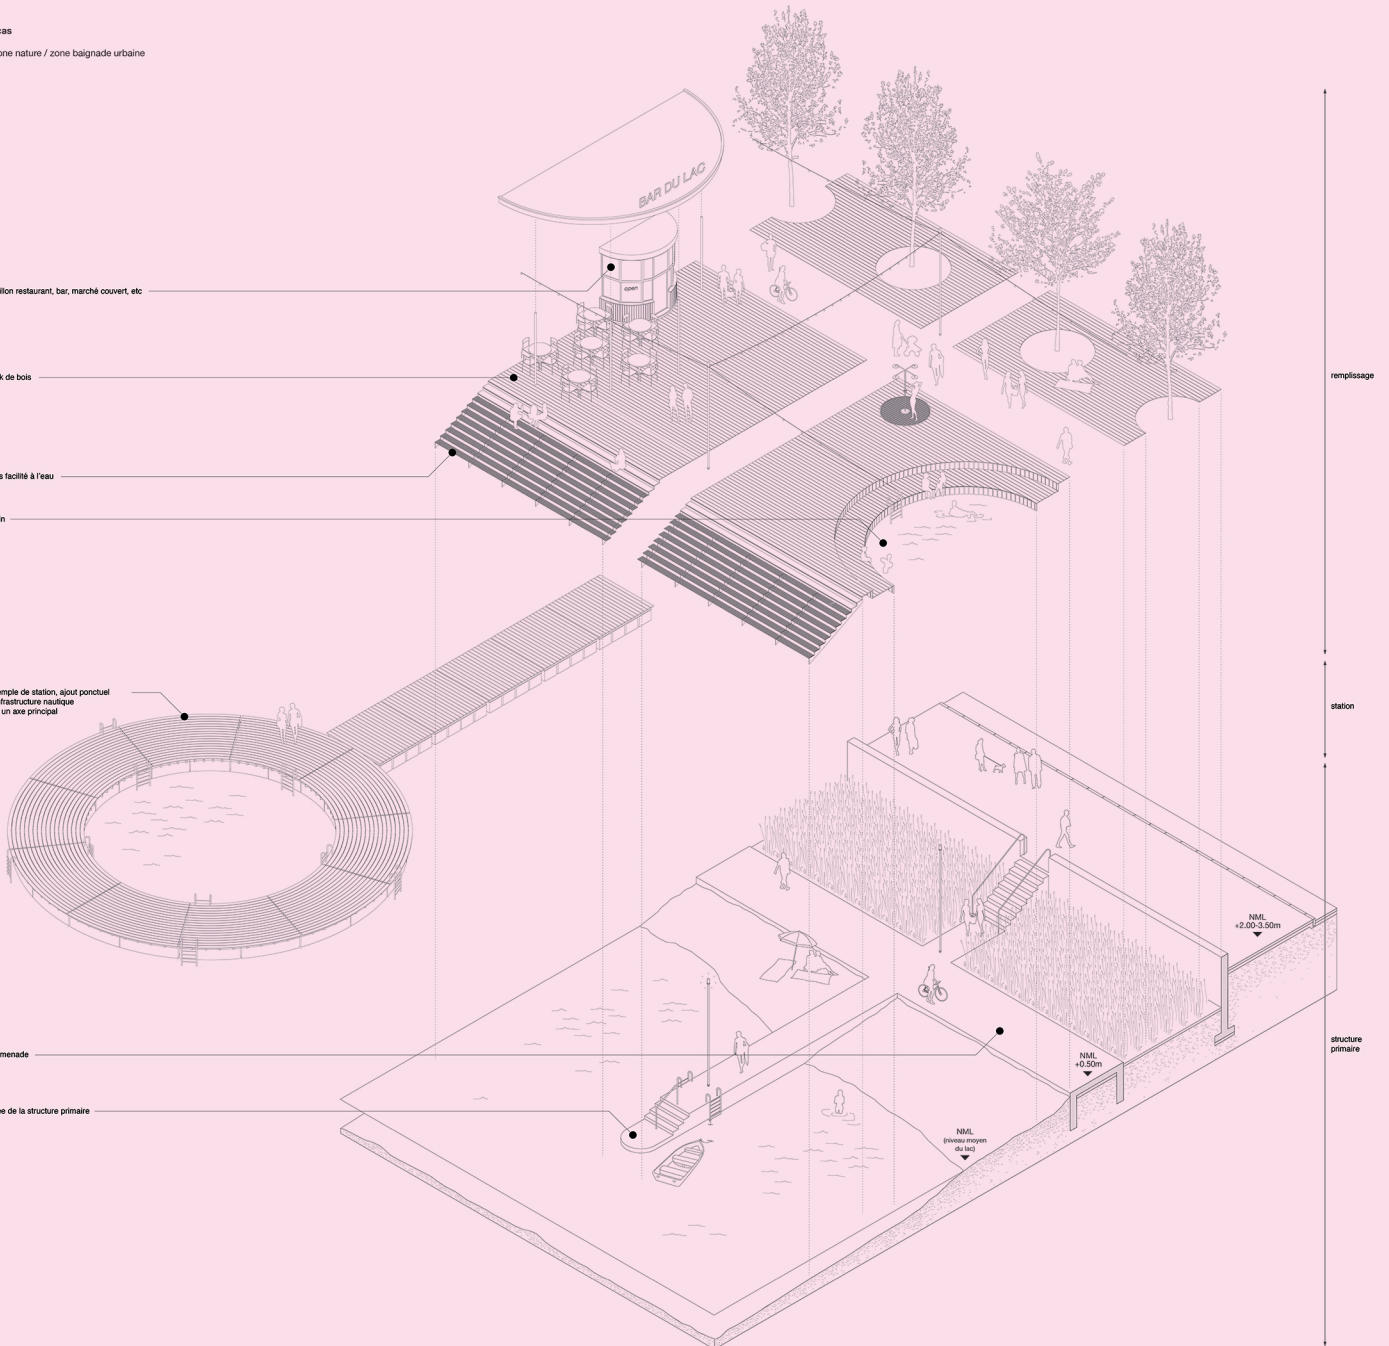 cas
one nature / zone baignade urbaine
BAR DU LAC
open
illon restaurant, bar, marché couvert, etc
k de bois
remplissage
s facilité à l'eau
in
emple de station, ajout ponctuel
frastructure nautique
un axe principal
station
NML
+2.00-3.50m
menade
structure
primaire
NML
+0.50m
ée de la structure primaire
NML
(niveau moyen
du lac)